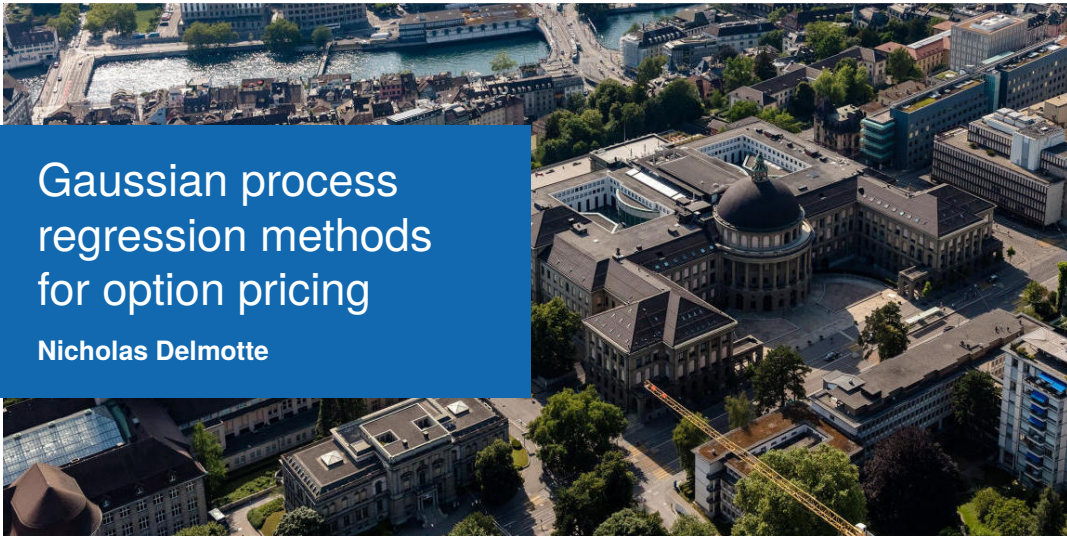 Gaussian process
regression methods
for option pricing
Nicholas Delmotte